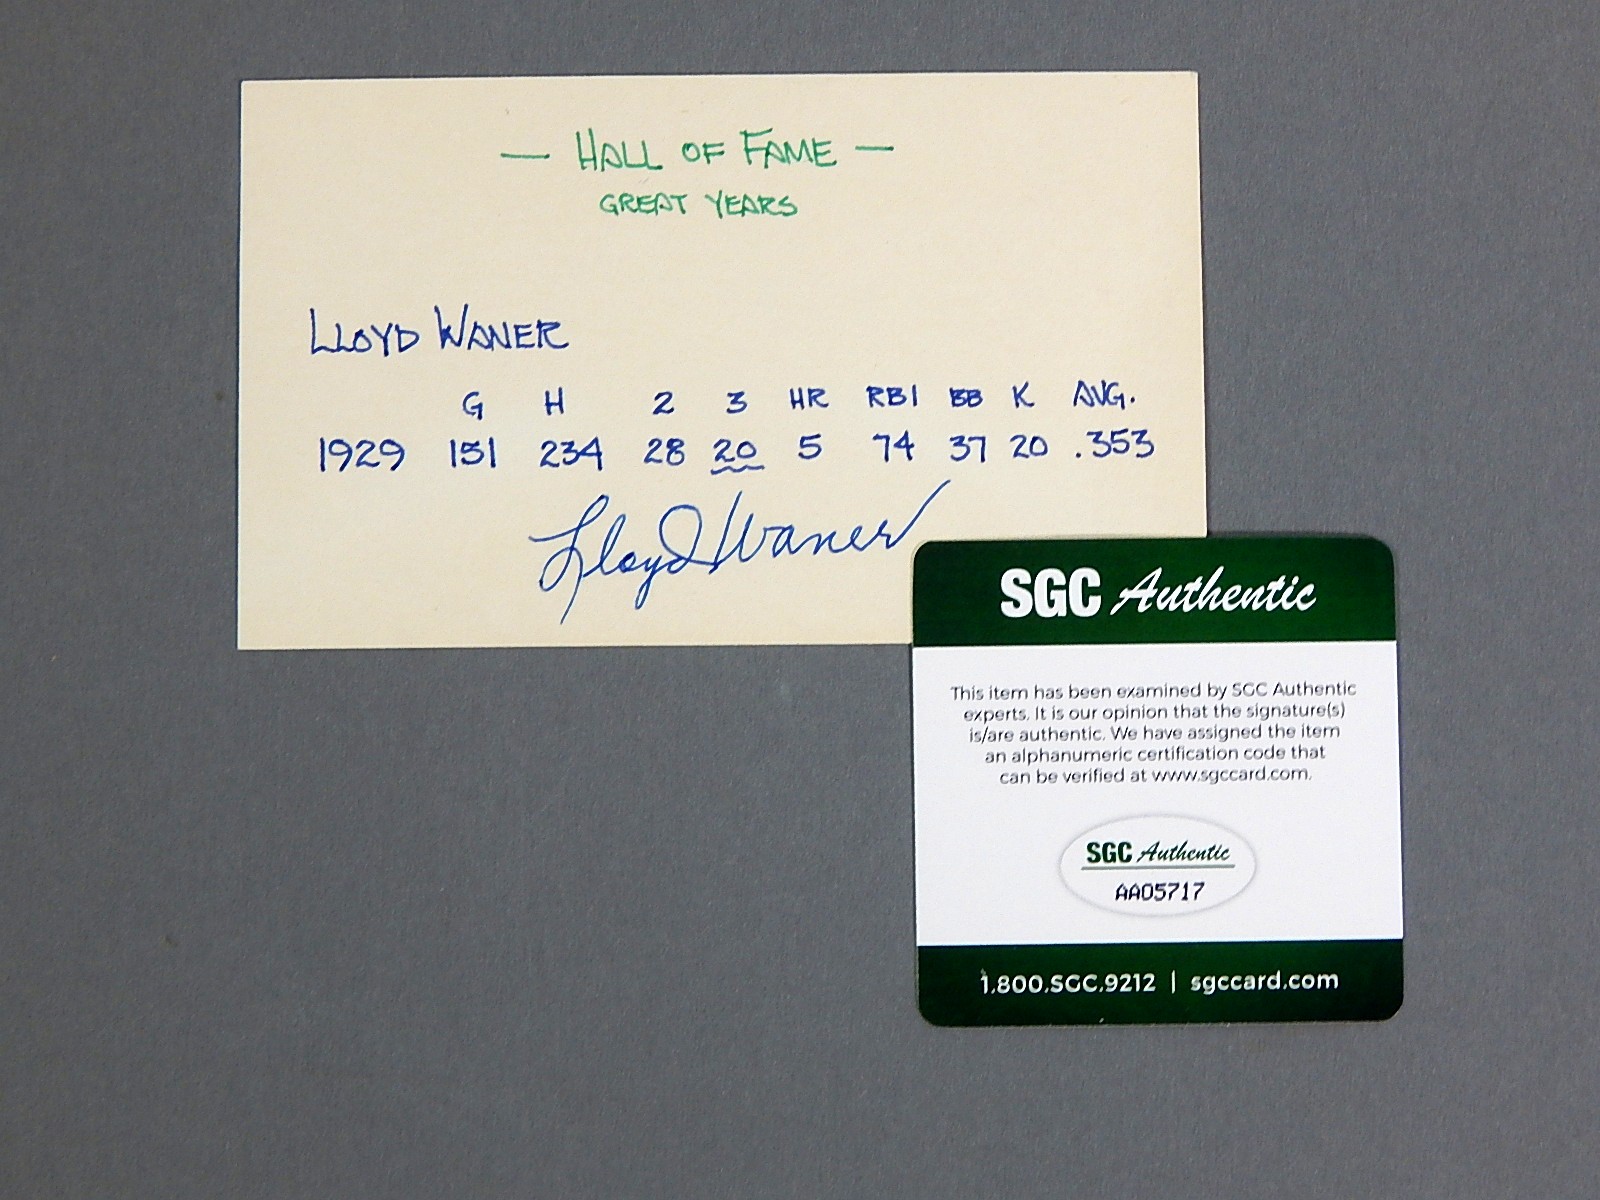 — HALL OF FAME —
GREAT YEARS
LLOYD WANER
G H 2 3 HR RBI BB K AVG.
1929 151 234 28 20 5 74 37 20 .353
Lloyd Waner
SGC Authentic
This item has been examined by SGC Authentic
experts. It is our opinion that the signature(s)
is/are authentic. We have assigned the item
an alphanumeric certification code that
can be verified at www.sgccard.com.
SGC Authentic
AA05717
1.800.SGC.9212 | sgccard.com